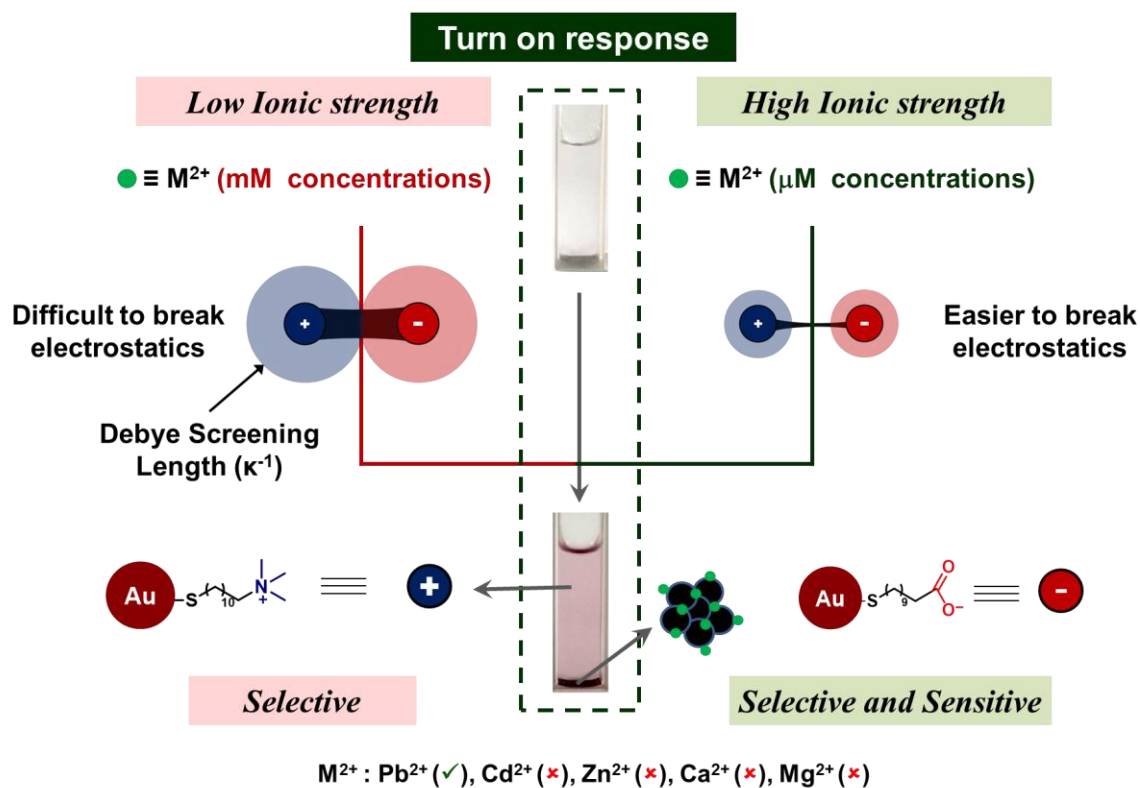 Turn on response
Low Ionic strength
High Ionic strength
≡ M²⁺ (mM concentrations)
≡ M²⁺ (μM concentrations)
Difficult to break
electrostatics
+
-
+
-
Easier to break
electrostatics
Debye Screening
Length (κ⁻¹)
Au
S
10
N
+
+
Au
S
9
O
O⁻
-
Selective
Selective and Sensitive
M²⁺ : Pb²⁺ (✓), Cd²⁺ (×), Zn²⁺ (×), Ca²⁺ (×), Mg²⁺ (×)